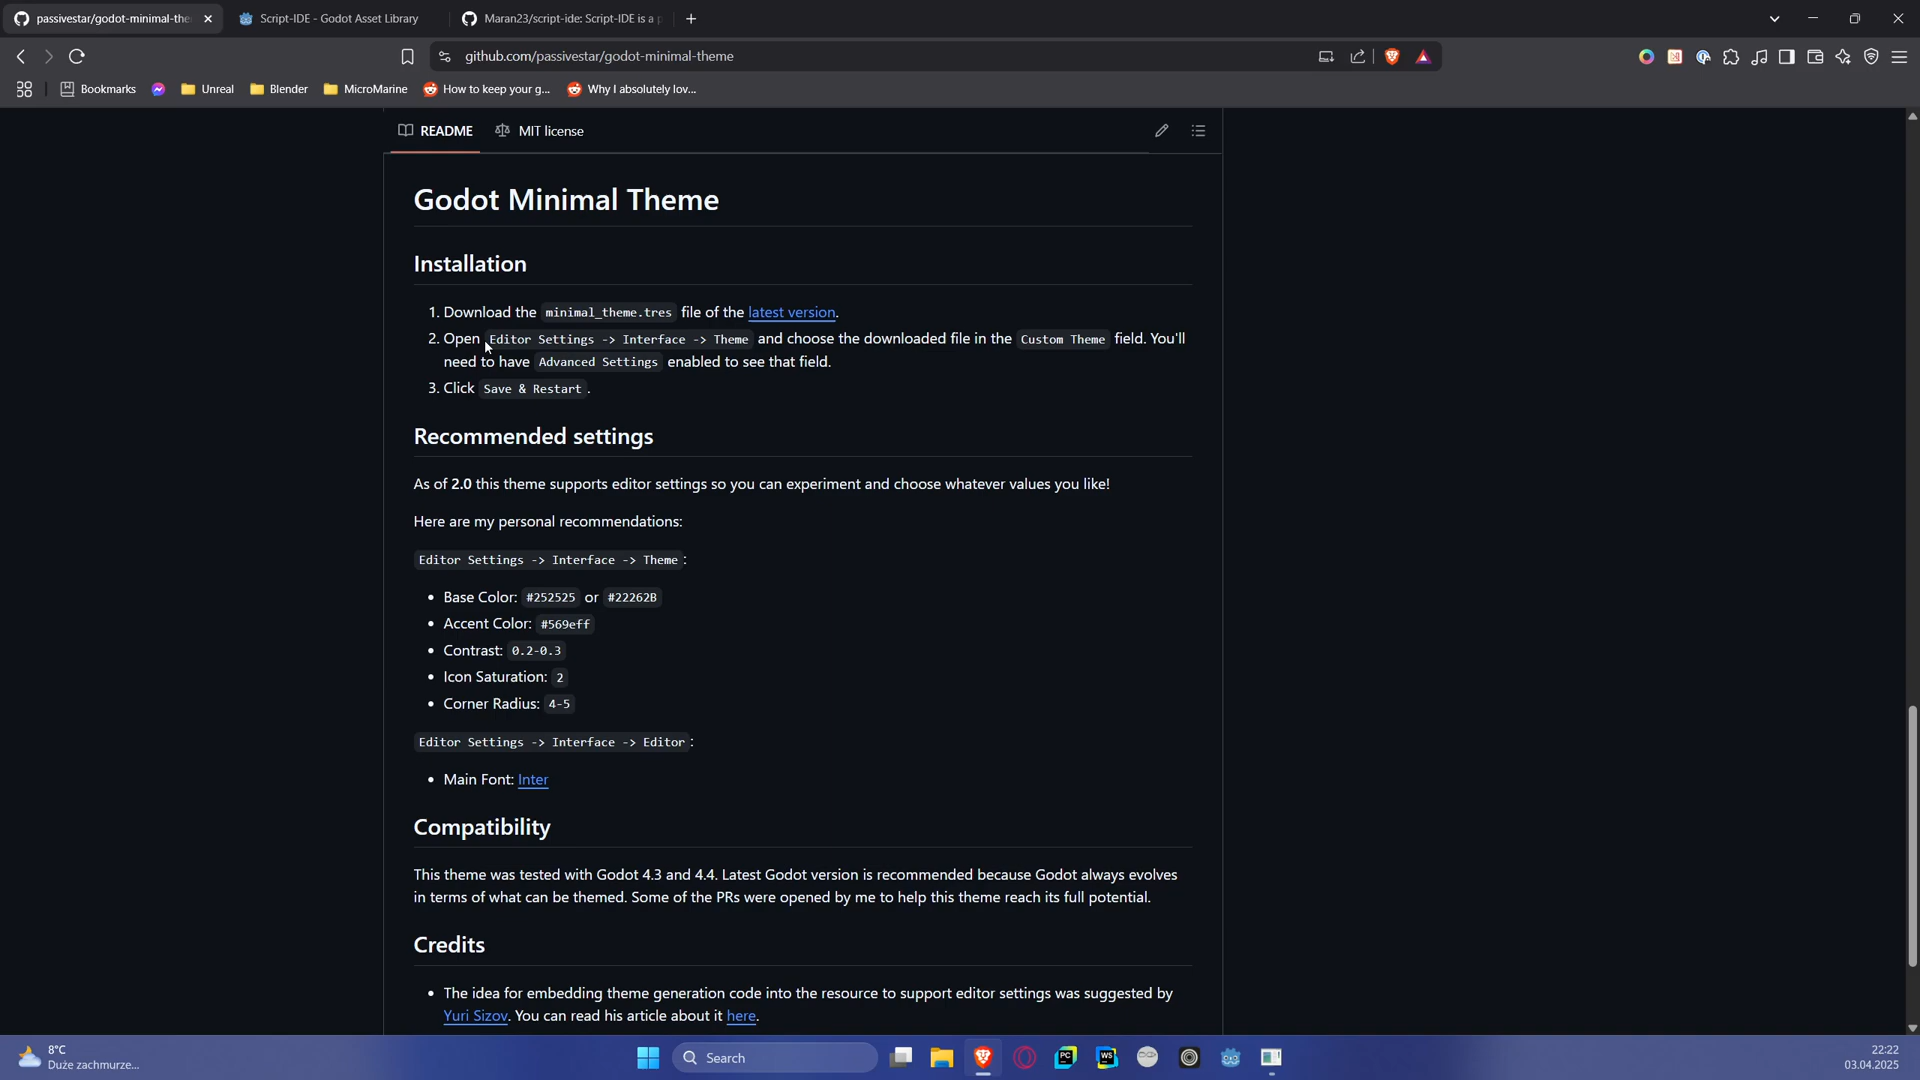 passivestar/godot-minimal-the
Script-IDE - Godot Asset Library
Maran23/script-ide: Script-IDE is a p
github.com/passivestar/godot-minimal-theme
Bookmarks
Unreal
Blender
MicroMarine
How to keep your g...
Why I absolutely lov...
README
MIT license
Godot Minimal Theme
Installation
1. Download the minimal_theme.tres file of the latest version.
2. Open Editor Settings -> Interface -> Theme and choose the downloaded file in the Custom Theme field. You'll
need to have Advanced Settings enabled to see that field.
3. Click Save & Restart .
Recommended settings
As of 2.0 this theme supports editor settings so you can experiment and choose whatever values you like!
Here are my personal recommendations:
Editor Settings -> Interface -> Theme :
• Base Color: #252525 or #22262B
• Accent Color: #569eff
• Contrast: 0.2-0.3
• Icon Saturation: 2
• Corner Radius: 4-5
Editor Settings -> Interface -> Editor :
• Main Font: Inter
Compatibility
This theme was tested with Godot 4.3 and 4.4. Latest Godot version is recommended because Godot always evolves
in terms of what can be themed. Some of the PRs were opened by me to help this theme reach its full potential.
Credits
• The idea for embedding theme generation code into the resource to support editor settings was suggested by
Yuri Sizov. You can read his article about it here.
8°C
Duże zachmurze...
Search
PC
WS
22:22
03.04.2025